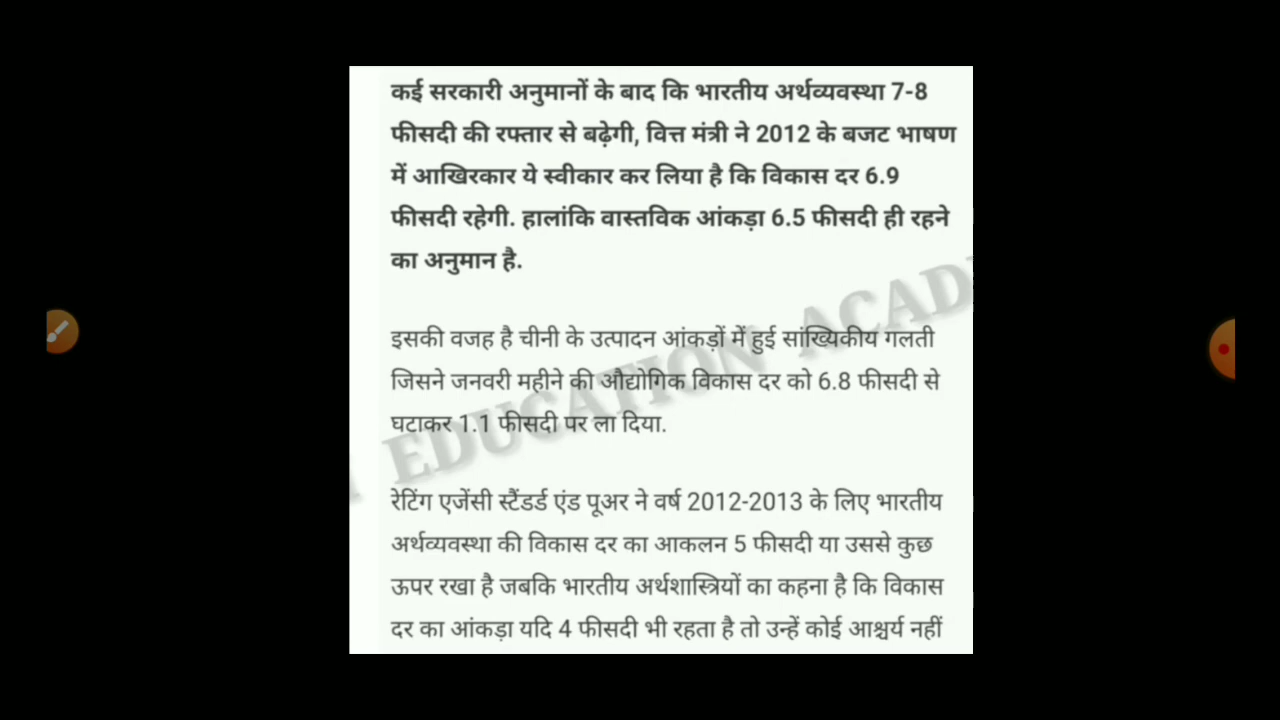 कई सरकारी अनुमानों के बाद कि भारतीय अर्थव्यवस्था 7-8
फीसदी की रफ्तार से बढ़ेगी, वित्त मंत्री ने 2012 के बजट भाषण
में आखिरकार ये स्वीकार कर लिया है कि विकास दर 6.9
फीसदी रहेगी. हालांकि वास्तविक आंकड़ा 6.5 फीसदी ही रहने
का अनुमान है.
इसकी वजह है चीनी के उत्पादन आंकड़ों में हुई सांख्यिकीय गलती
जिसने जनवरी महीने की औद्योगिक विकास दर को 6.8 फीसदी से
घटाकर 1.1 फीसदी पर ला दिया.
रेटिंग एजेंसी स्टैंडर्ड एंड पूअर ने वर्ष 2012-2013 के लिए भारतीय
अर्थव्यवस्था की विकास दर का आकलन 5 फीसदी या उससे कुछ
ऊपर रखा है जबकि भारतीय अर्थशास्त्रियों का कहना है कि विकास
दर का आंकड़ा यदि 4 फीसदी भी रहता है तो उन्हें कोई आश्चर्य नहीं
EDUCATION ACAD